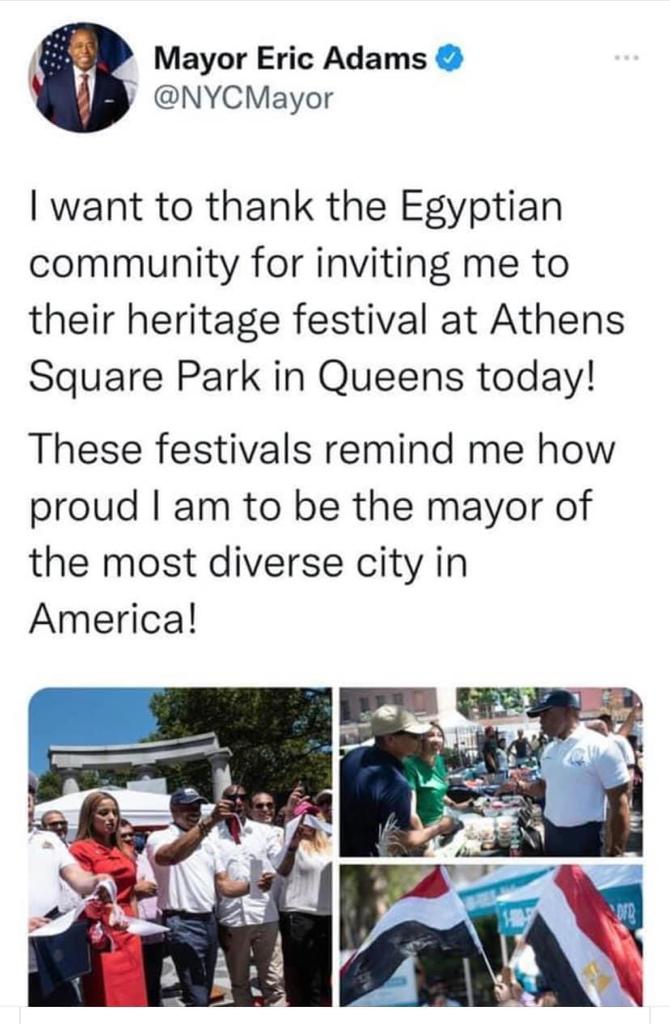 Mayor Eric Adams
@NYCMayor
I want to thank the Egyptian
community for inviting me to
their heritage festival at Athens
Square Park in Queens today!
These festivals remind me how
proud I am to be the mayor of
the most diverse city in
America!